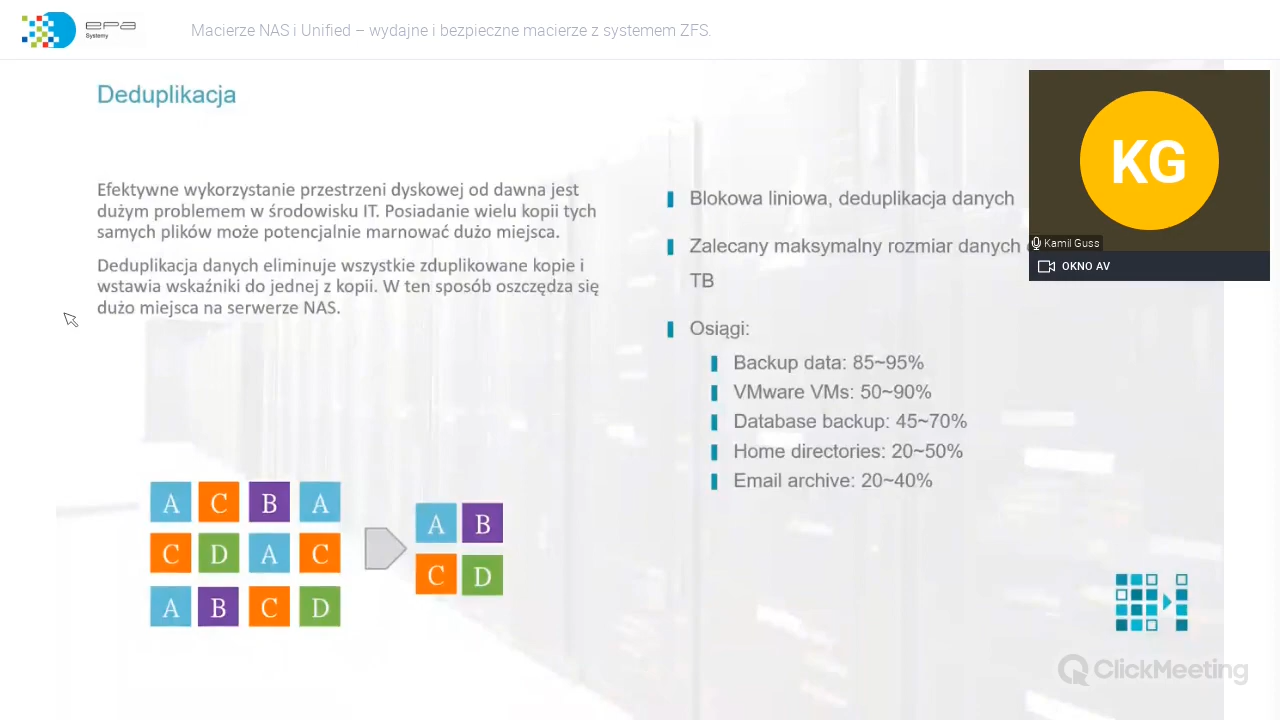 epa
Systemy
Macierze NAS i Unified – wydajne i bezpieczne macierze z systemem ZFS.
Deduplikacja
Efektywne wykorzystanie przestrzeni dyskowej od dawna jest
dużym problemem w środowisku IT. Posiadanie wielu kopii tych
samych plików może potencjalnie marnować dużo miejsca.
Deduplikacja danych eliminuje wszystkie zduplikowane kopie i
wstawia wskaźniki do jednej z kopii. W ten sposób oszczędza się
dużo miejsca na serwerze NAS.
A C B A
C D A C
A B C D
A B
C D
Blokowa liniowa, deduplikacja danych
Zalecany maksymalny rozmiar danych
TB
Osiągi:
Backup data: 85~95%
VMware VMs: 50~90%
Database backup: 45~70%
Home directories: 20~50%
Email archive: 20~40%
KG
Kamil Guss
OKNO AV
ClickMeeting